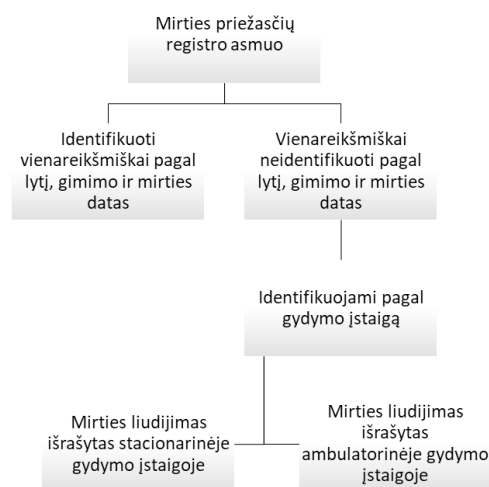 Mirties priežasčių
registro asmuo
Identifikuoti
vienareikšmiškai pagal
lytį, gimimo ir mirties
datas
Vienareikšmiškai
neidentifikuoti pagal
lytį, gimimo ir mirties
datas
Identifikuojami pagal
gydymo įstaigą
Mirties liudijimas
išrašytas stacionarinėje
gydymo įstaigoje
Mirties liudijimas
išrašytas
ambulatorinėje gydymo
įstaigoje